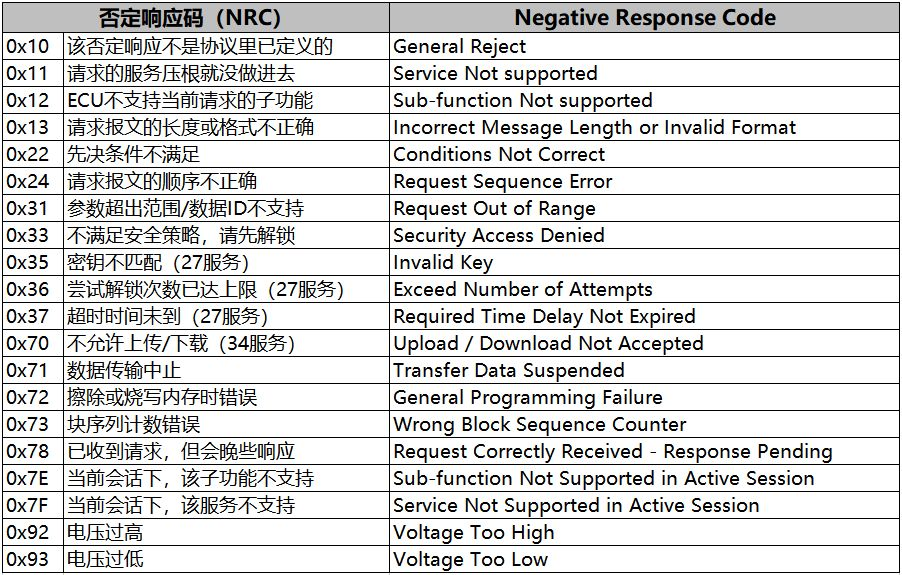 否定响应码（NRC） Negative Response Code
0x10 该否定响应不是协议里已定义的 General Reject
0x11 请求的服务压根就没做进去 Service Not supported
0x12 ECU不支持当前请求的子功能 Sub-function Not supported
0x13 请求报文的长度或格式不正确 Incorrect Message Length or Invalid Format
0x22 先决条件不满足 Conditions Not Correct
0x24 请求报文的顺序不正确 Request Sequence Error
0x31 参数超出范围/数据ID不支持 Request Out of Range
0x33 不满足安全策略，请先解锁 Security Access Denied
0x35 密钥不匹配（27服务） Invalid Key
0x36 尝试解锁次数已达上限（27服务） Exceed Number of Attempts
0x37 超时时间未到（27服务） Required Time Delay Not Expired
0x70 不允许上传/下载（34服务） Upload / Download Not Accepted
0x71 数据传输中止 Transfer Data Suspended
0x72 擦除或烧写内存时错误 General Programming Failure
0x73 块序列计数错误 Wrong Block Sequence Counter
0x78 已收到请求，但会晚些响应 Request Correctly Received - Response Pending
0x7E 当前会话下，该子功能不支持 Sub-function Not Supported in Active Session
0x7F 当前会话下，该服务不支持 Service Not Supported in Active Session
0x92 电压过高 Voltage Too High
0x93 电压过低 Voltage Too Low